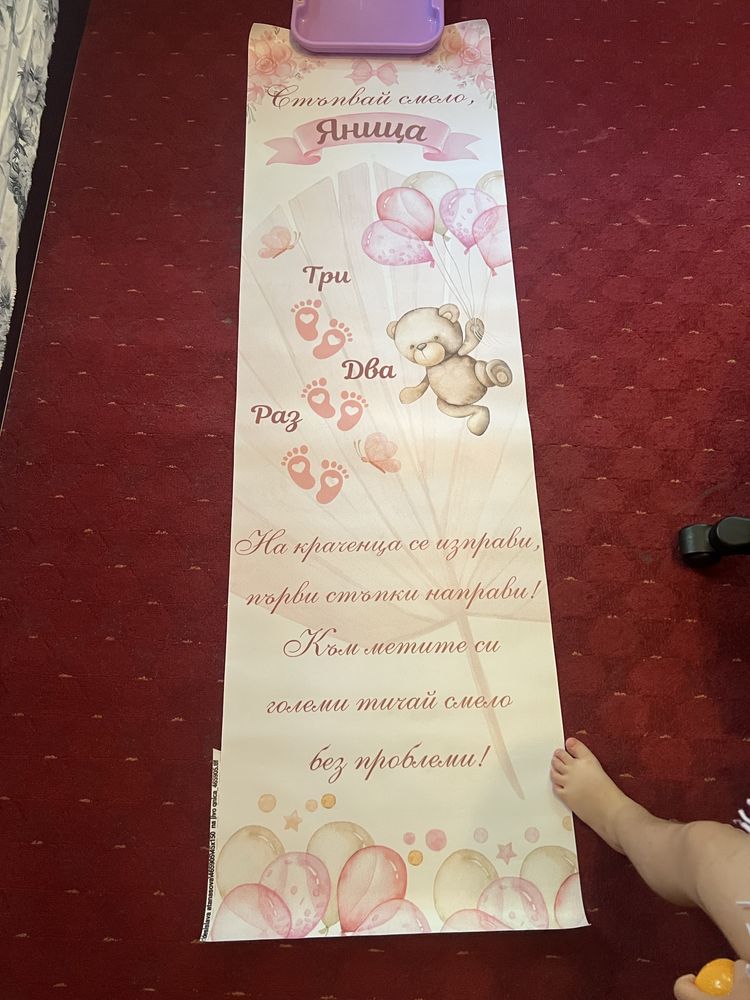 Стъпвай смело,
Яница
Три
Два
Раз
На краченца се изправи,
първи стъпки направи!
Към метите си
големи тичай смело
без проблеми!